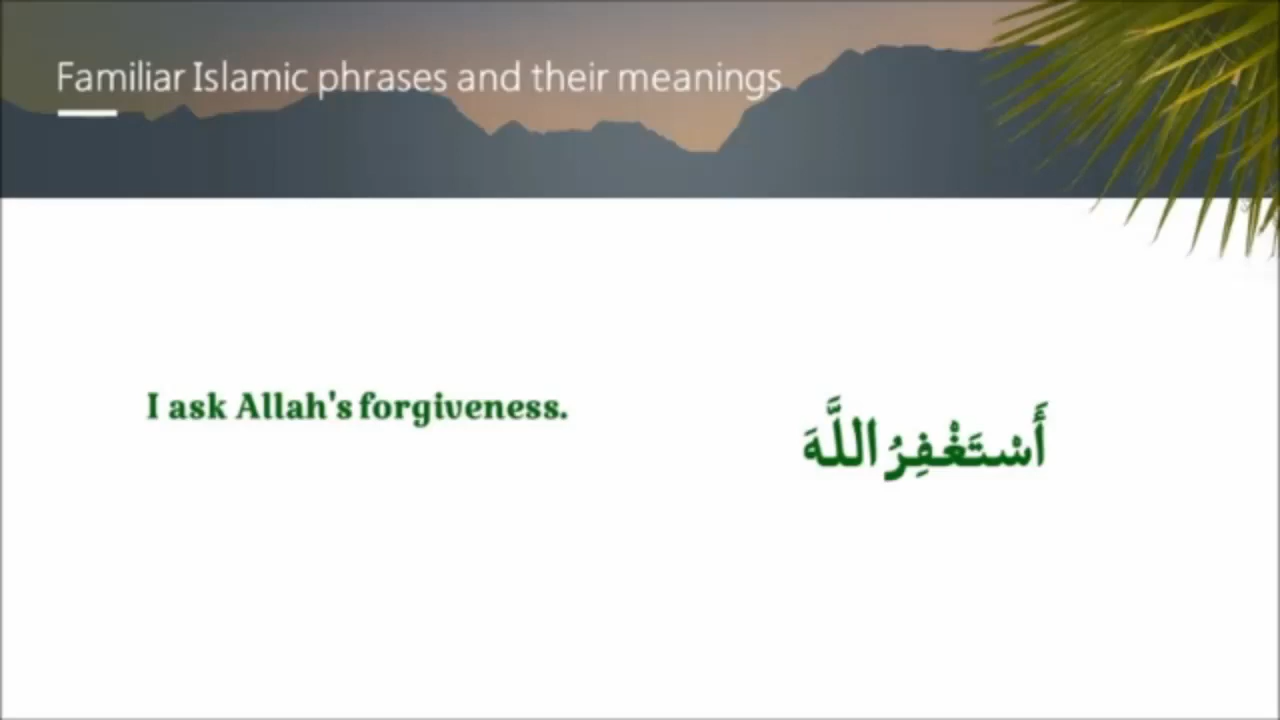 Familiar Islamic phrases and their meanings
I ask Allah's forgiveness.
أَسْتَغْفِرُ اللَّهَ